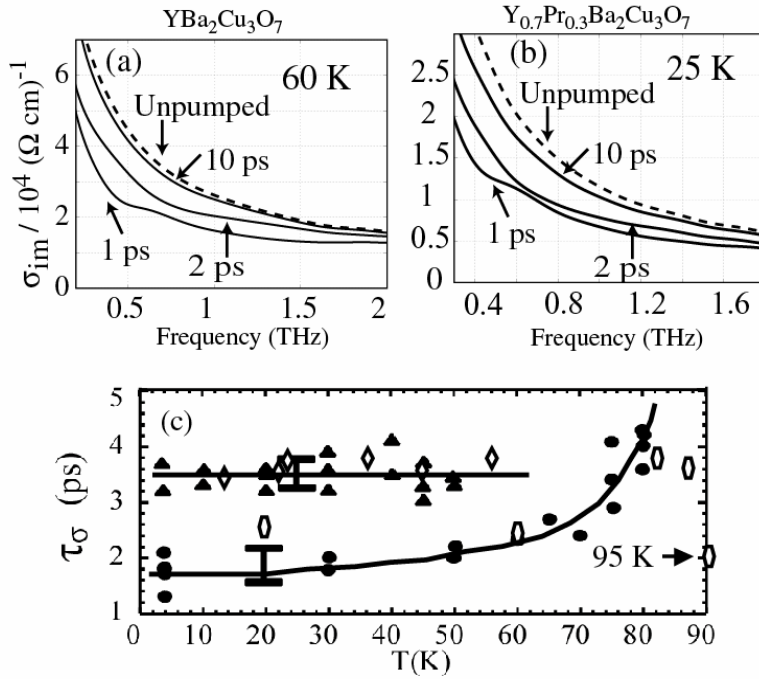 YBa₂Cu₃O₇
Y₀.₇Pr₀.₃Ba₂Cu₃O₇
(a)
60 K
Unpumped
10 ps
1 ps
2 ps
σim / 10⁴ (Ω cm)⁻¹
6
4
2
0
0.5
1
1.5
2
Frequency (THz)
(b)
25 K
Unpumped
10 ps
1 ps
2 ps
2.5
2
1.5
1
0.5
0
0.4
0.8
1.2
1.6
Frequency (THz)
(c)
τσ (ps)
5
4
3
2
1
95 K
0
10
20
30
40
50
60
70
80
90
T(K)